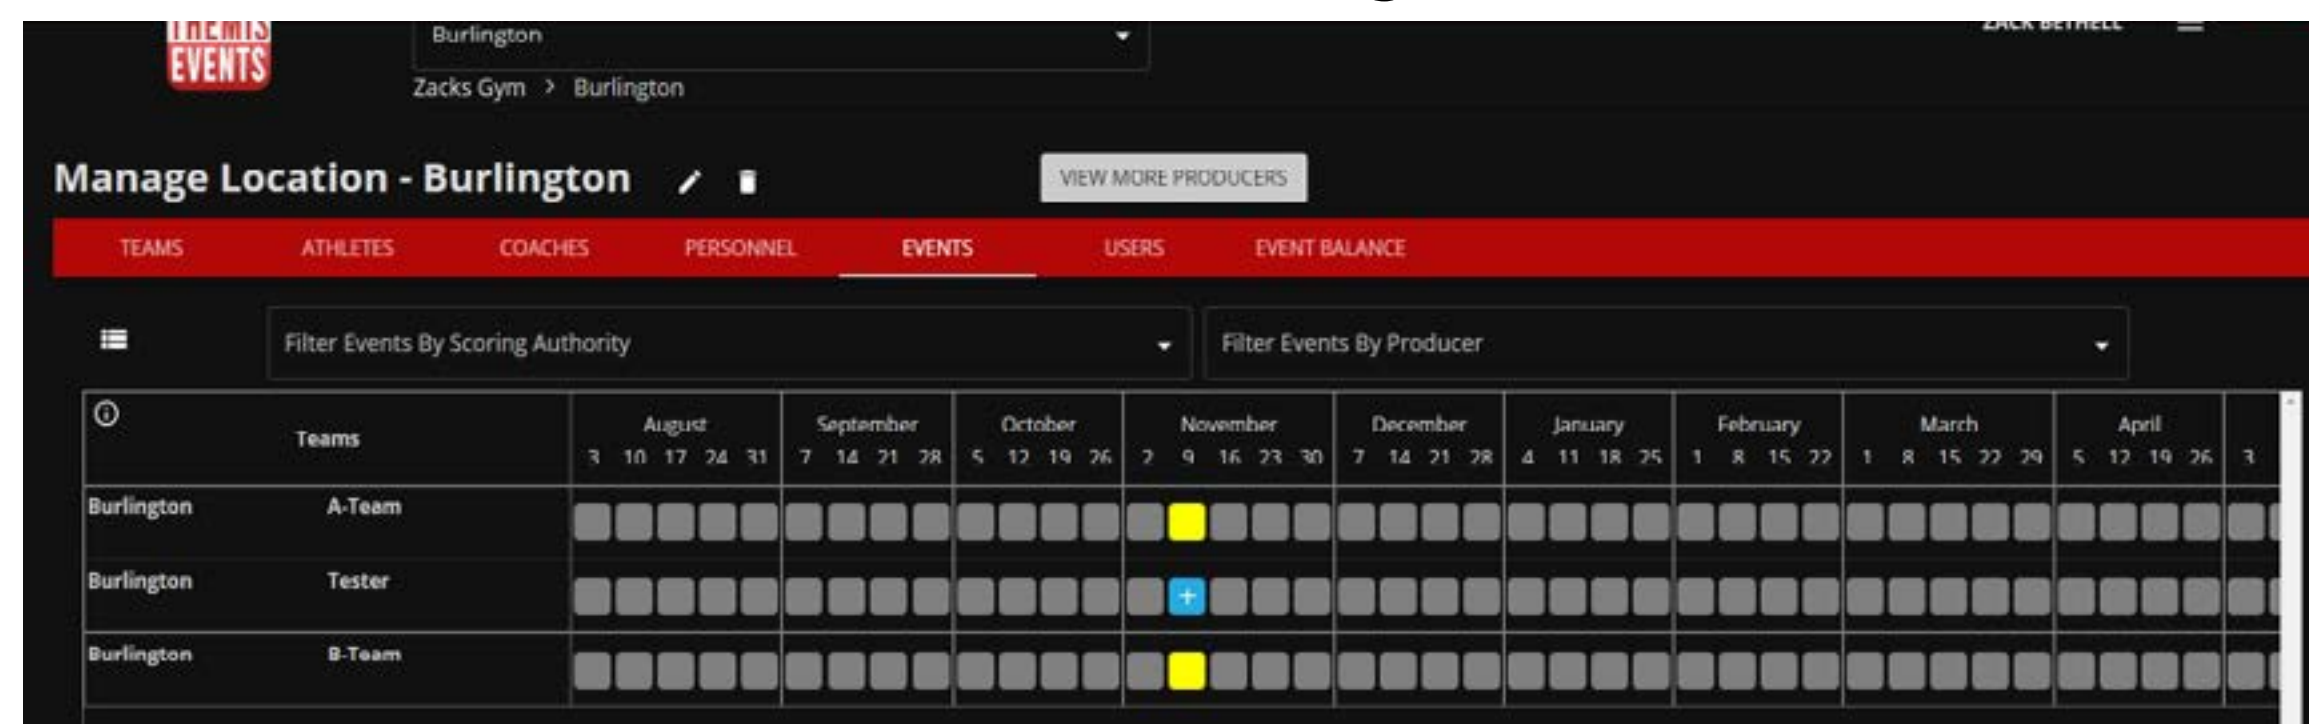 THEMIS
EVENTS
Burlington
ZACK BETHELL
Zacks Gym > Burlington
Manage Location - Burlington
VIEW MORE PRODUCERS
TEAMS ATHLETES COACHES PERSONNEL EVENTS USERS EVENT BALANCE
Filter Events By Scoring Authority Filter Events By Producer
Teams
August September October November December January February March April
3 10 17 24 31 7 14 21 28 5 12 19 26 2 9 16 23 30 7 14 21 28 4 11 18 25 1 8 15 22 1 8 15 22 29 5 12 19 26 3
Burlington A-Team
Burlington Tester
+
Burlington B-Team